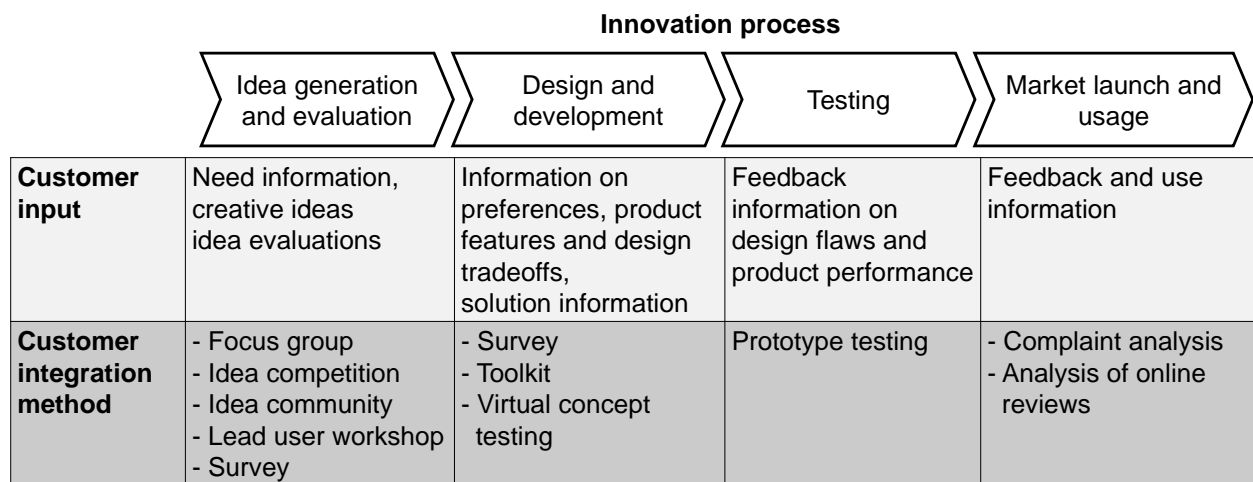 Innovation process
Idea generation
and evaluation
Design and
development
Testing
Market launch and
usage
Customer
input
Need information,
creative ideas
idea evaluations
Information on
preferences, product
features and design
tradeoffs,
solution information
Feedback
information on
design flaws and
product performance
Feedback and use
information
Customer
integration
method
- Focus group
- Idea competition
- Idea community
- Lead user workshop
- Survey
- Survey
- Toolkit
- Virtual concept
testing
Prototype testing
- Complaint analysis
- Analysis of online
reviews